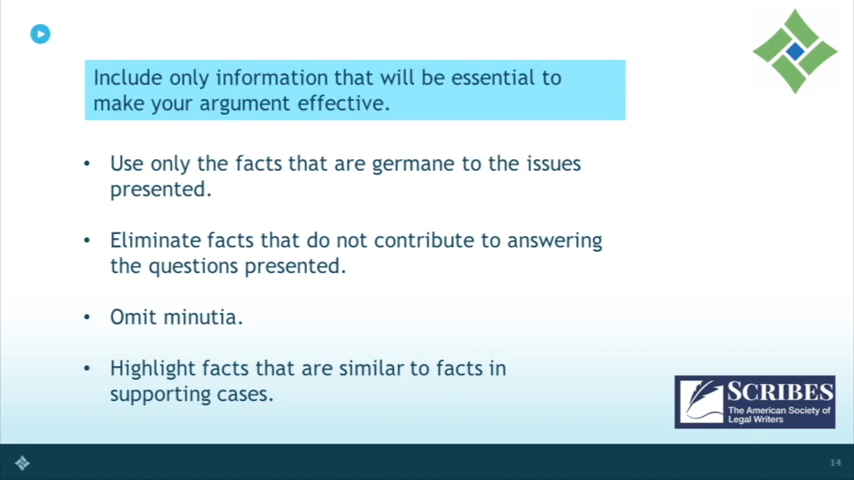 Include only information that will be essential to
make your argument effective.
• Use only the facts that are germane to the issues
presented.
• Eliminate facts that do not contribute to answering
the questions presented.
• Omit minutia.
• Highlight facts that are similar to facts in
supporting cases.
SCRIBES
The American Society of
Legal Writers
14